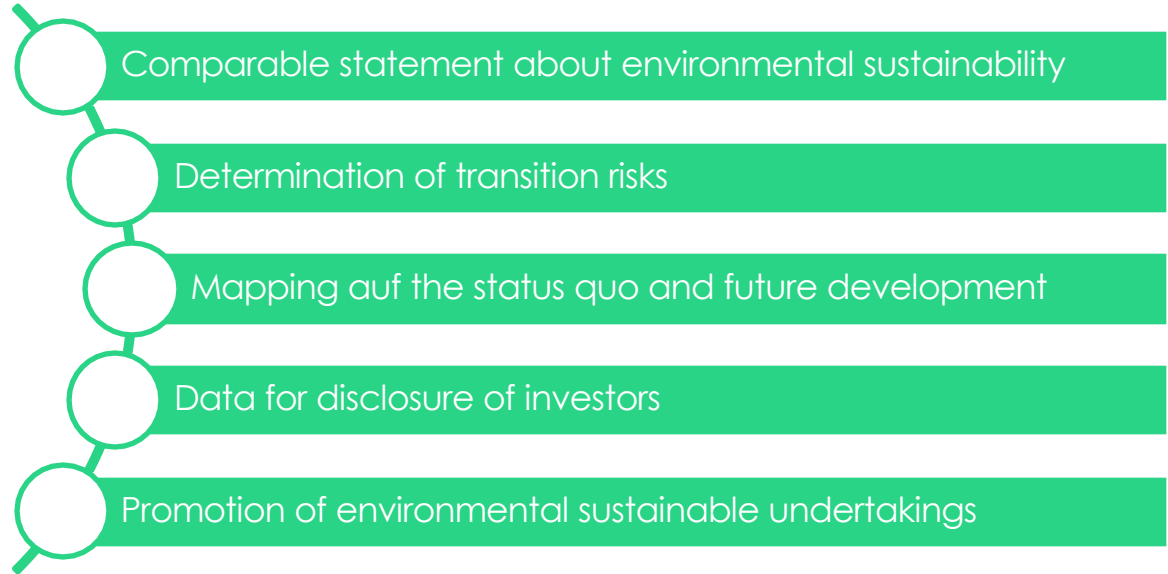 Comparable statement about environmental sustainability
Determination of transition risks
Mapping auf the status quo and future development
Data for disclosure of investors
Promotion of environmental sustainable undertakings